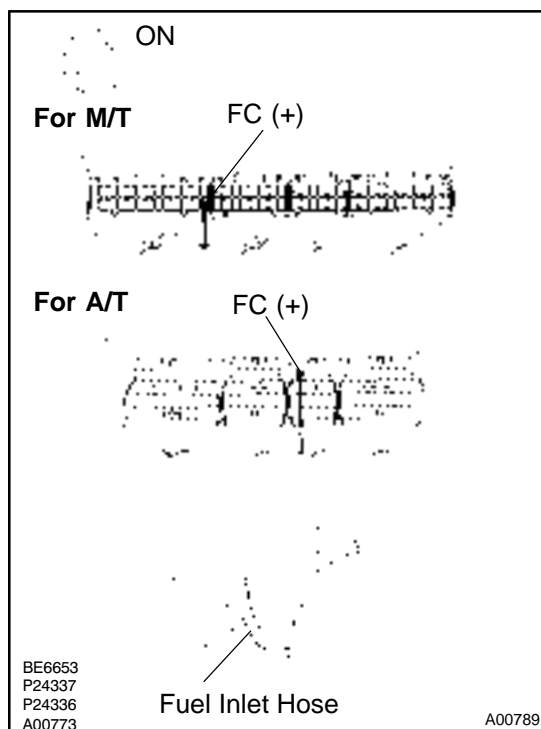 ON
For M/T
FC (+)
For A/T
FC (+)
BE6653
P24337
P24336
A00773
Fuel Inlet Hose
A00789